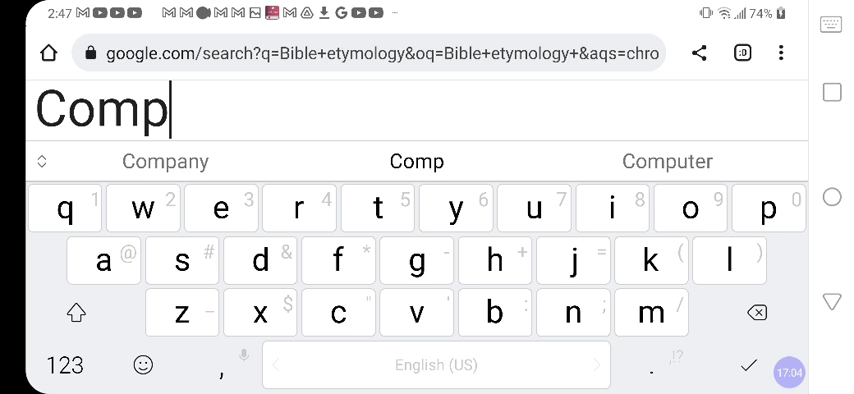 2:47 74%
google.com/search?q=Bible+etymology&oq=Bible+etymology+&aqs=chro :D
Comp
Company Comp Computer
q 1 w 2 e 3 r 4 t 5 y 6 u 7 i 8 o 9 p 0
a @ s # d & f * g - h + j = k ( l )
z _ x $ c " v ' b : n ; m /
123 , < English (US) > . ,!?
17:04